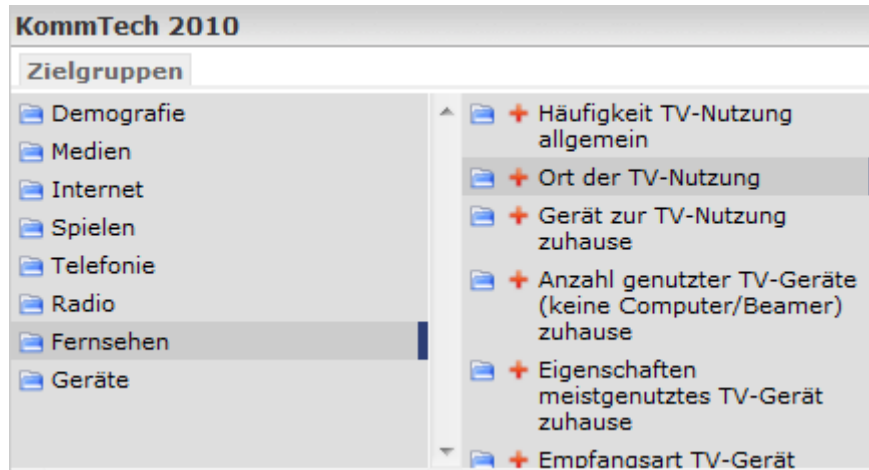 KommTech 2010
Zielgruppen
Demografie
Medien
Internet
Spielen
Telefonie
Radio
Fernsehen
Geräte
Häufigkeit TV-Nutzung
allgemein
Ort der TV-Nutzung
Gerät zur TV-Nutzung
zuhause
Anzahl genutzter TV-Geräte
(keine Computer/Beamer)
zuhause
Eigenschaften
meistgenutztes TV-Gerät
zuhause
Empfangsart TV-Gerät